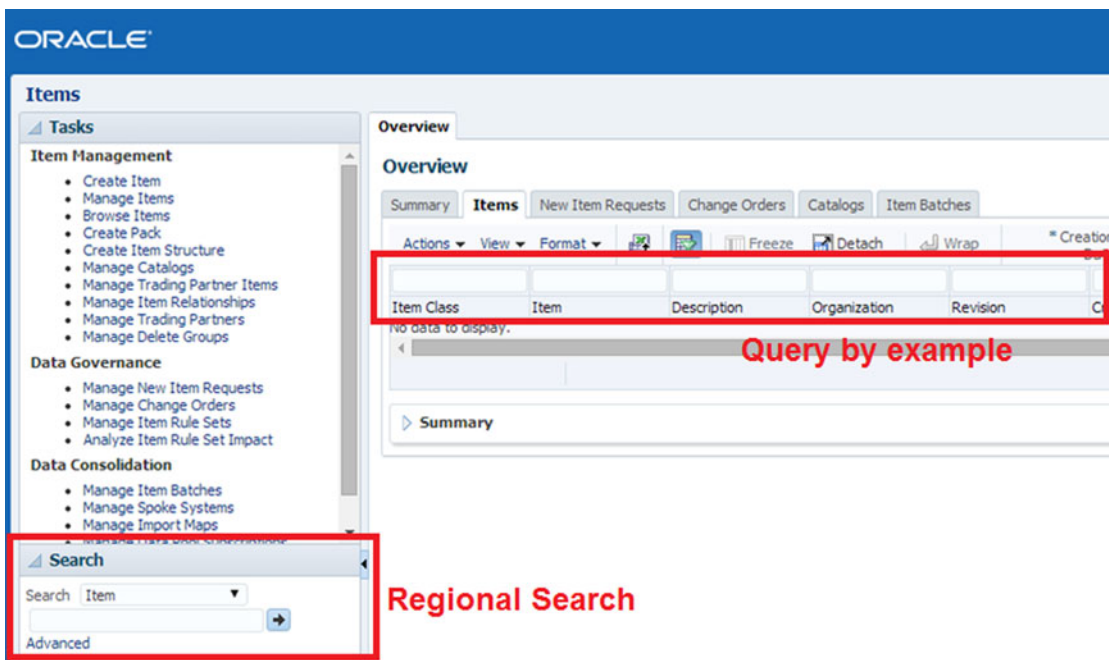 ORACLE
Items
Tasks
Item Management
Create Item
Manage Items
Browse Items
Create Pack
Create Item Structure
Manage Catalogs
Manage Trading Partner Items
Manage Item Relationships
Manage Trading Partners
Manage Delete Groups
Data Governance
Manage New Item Requests
Manage Change Orders
Manage Item Rule Sets
Analyze Item Rule Set Impact
Data Consolidation
Manage Item Batches
Manage Spoke Systems
Manage Import Maps
Manage Data Pool Subscriptions
Search
Search Item
Advanced
Regional Search
Overview
Overview
Summary Items New Item Requests Change Orders Catalogs Item Batches
Actions View Format Freeze Detach Wrap * Creation
Item Class Item Description Organization Revision
No data to display.
Query by example
Summary